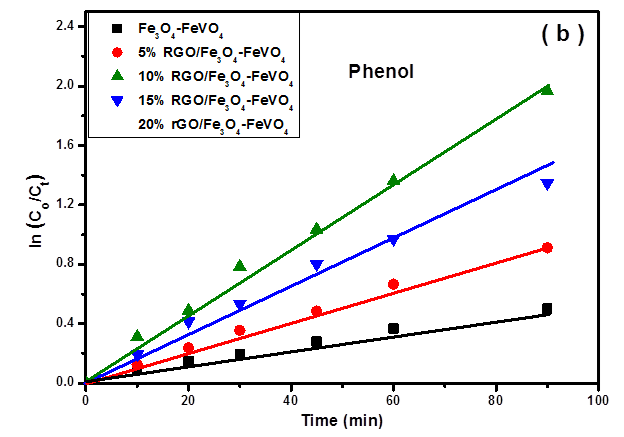 ( b )
Fe₃O₄-FeVO₄
5% RGO/Fe₃O₄-FeVO₄
10% RGO/Fe₃O₄-FeVO₄
15% RGO/Fe₃O₄-FeVO₄
20% rGO/Fe₃O₄-FeVO₄
Phenol
ln (C₀/Cₜ)
2.4
2.0
1.6
1.2
0.8
0.4
0.0
0 20 40 60 80 100
Time (min)